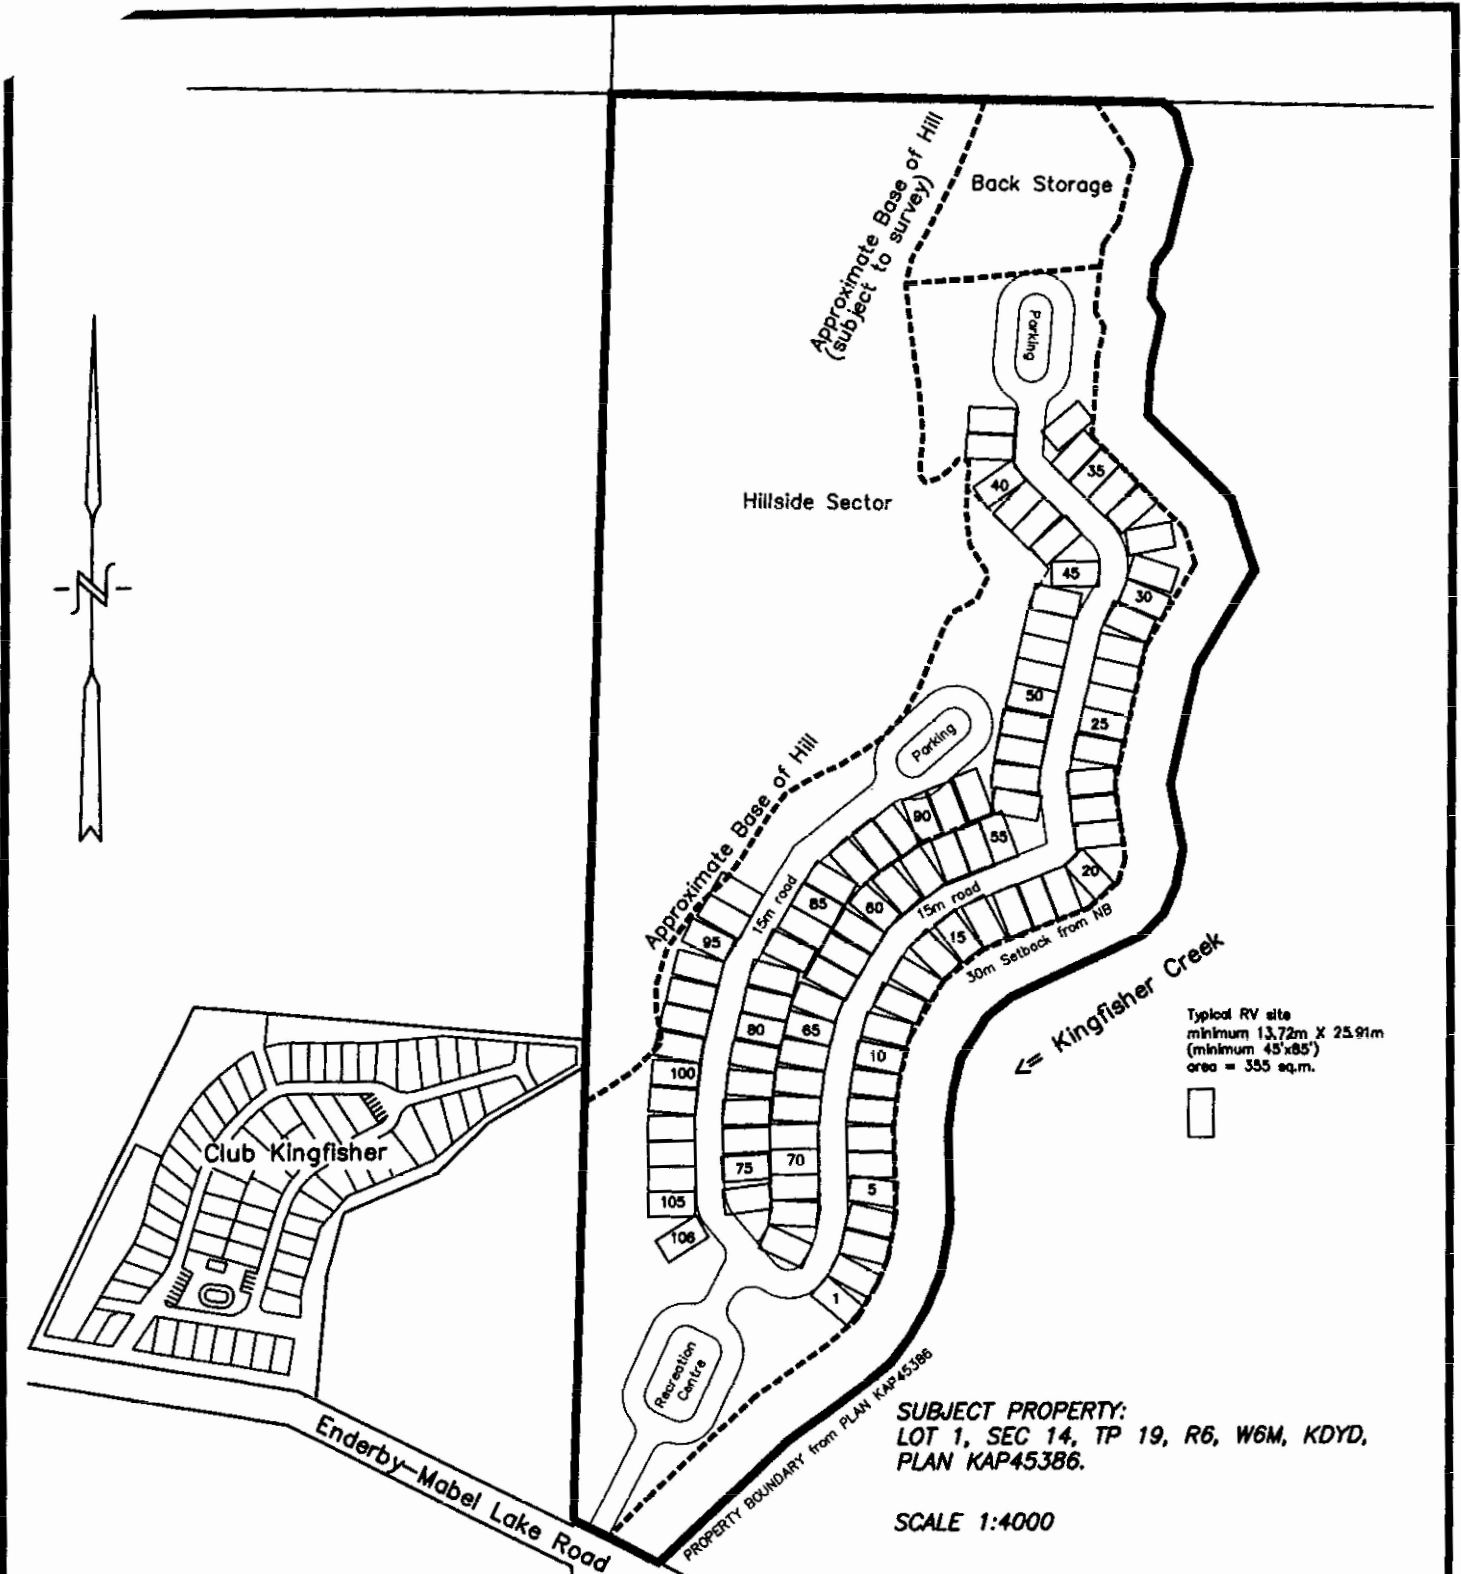 Approximate Base of Hill
(subject to survey)
Back Storage
Parking
Hillside Sector
40
35
45
30
50
25
Parking
Approximate Base of Hill
90
55
20
85
60
15m road
15m road
95
15
30m Setback from NB
<= Kingfisher Creek
80
65
10
100
Typical RV site
minimum 13.72m X 25.91m
(minimum 45'x85')
area = 355 sq.m.
N
Club Kingfisher
75
70
5
105
106
1
Recreation
Centre
PROPERTY BOUNDARY from PLAN KAP45386
Enderby-Mabel Lake Road
SUBJECT PROPERTY:
LOT 1, SEC 14, TP 19, R6, W6M, KDYD,
PLAN KAP45386.
SCALE 1:4000